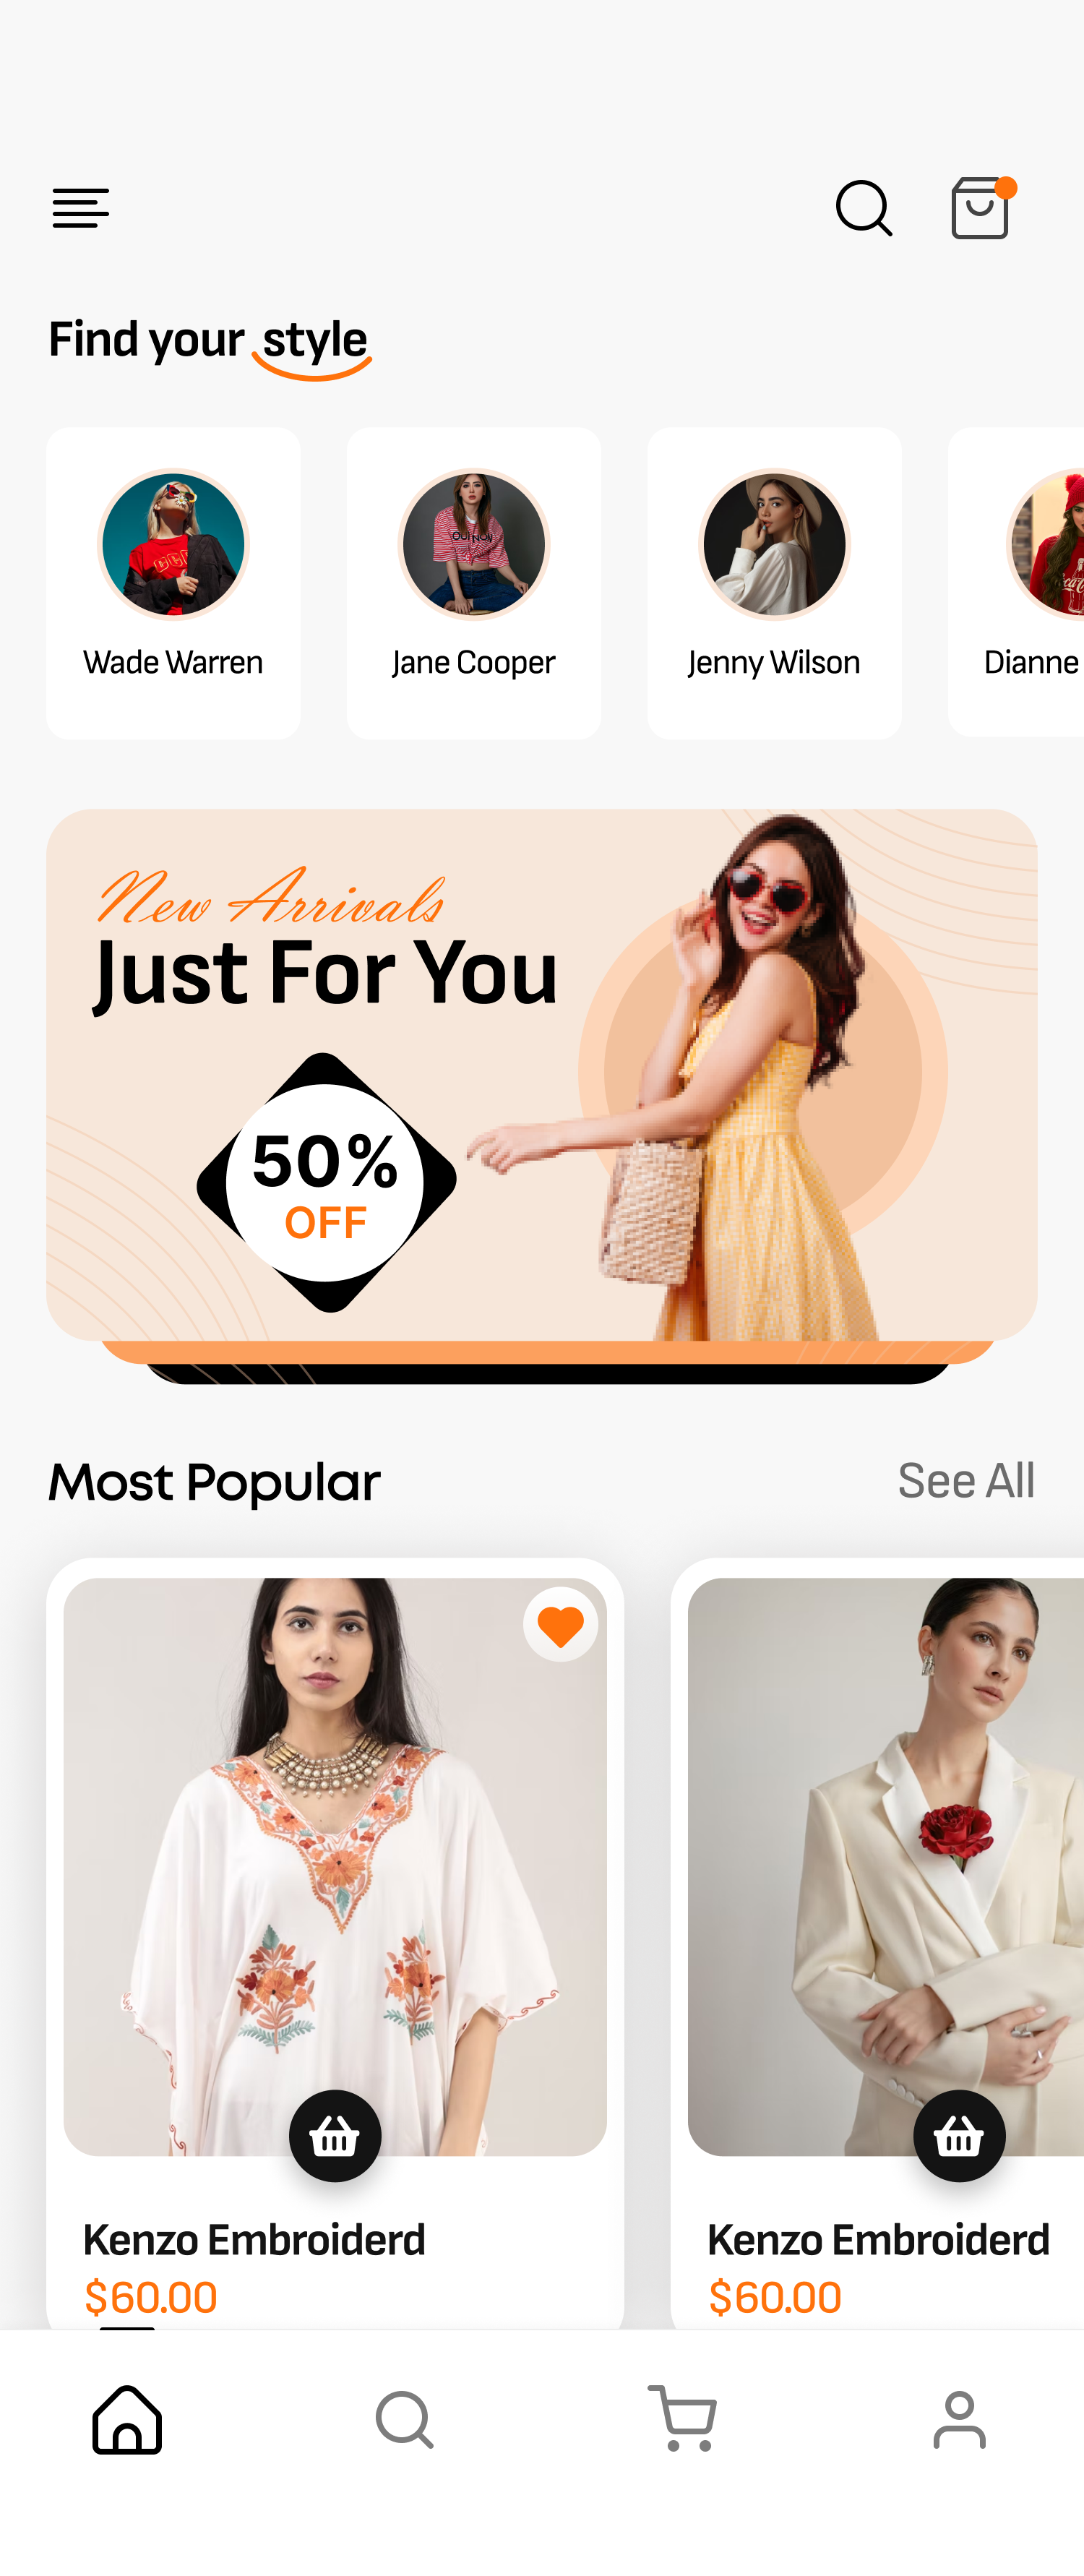 Find your style
Wade Warren
Jane Cooper
Jenny Wilson
Dianne
New Arrivals
Just For You
50%
OFF
Most Popular
See All
Kenzo Embroiderd
$60.00
Kenzo Embroiderd
$60.00